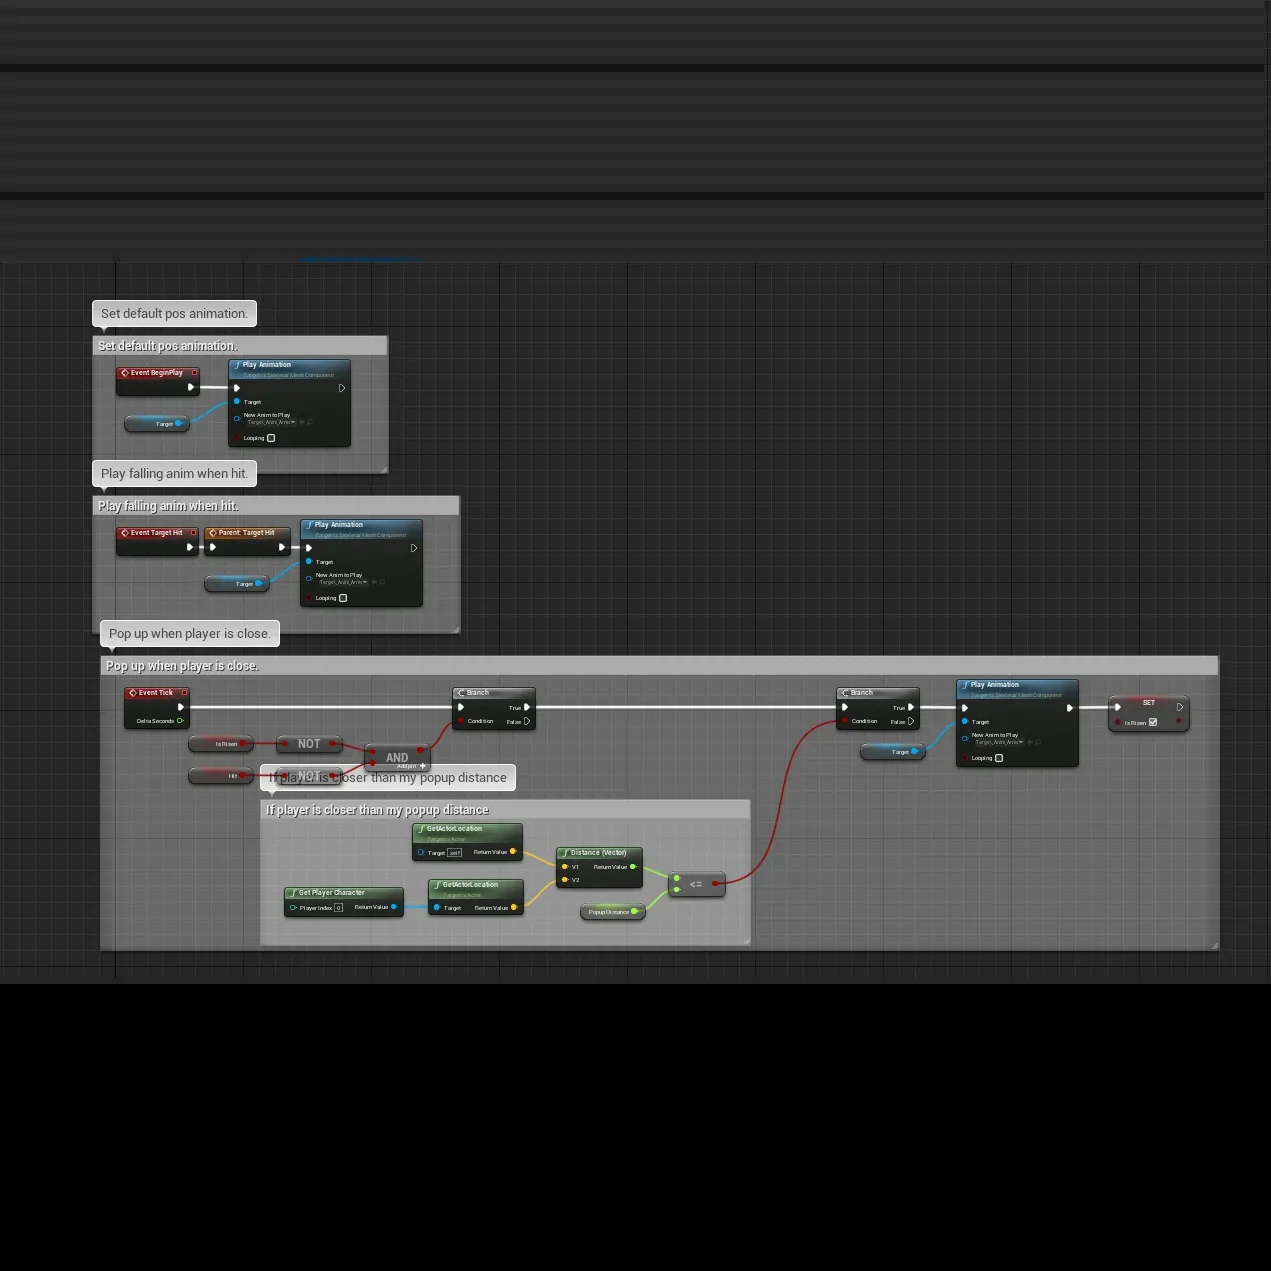 Set default pos animation.
Set default pos animation.
Event BeginPlay
Play Animation
Target is Skeletal Mesh Component
Target
Target
New Anim to Play
Looping
Play falling anim when hit.
Play falling anim when hit.
Event Target Hit
Parent: Target Hit
Play Animation
Target is Skeletal Mesh Component
Target
Target
New Anim to Play
Looping
Pop up when player is close.
Pop up when player is close.
Event Tick
Delta Seconds
Branch
True
Condition
False
Branch
True
Condition
False
Play Animation
Target is Skeletal Mesh Component
Target
Target
New Anim to Play
Looping
SET
Is Risen
Is Risen
NOT
AND
Add pin +
Hit
NOT
If player is closer than my popup distance
If player is closer than my popup distance
GetActorLocation
Target is Actor
Target self
Return Value
Get Player Character
Player Index 0
Return Value
GetActorLocation
Target is Actor
Target
Return Value
Distance (Vector)
V1
Return Value
V2
Popup Distance
<=